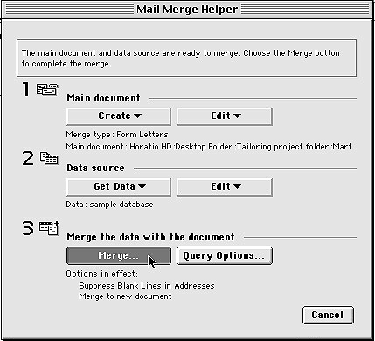 Mail Merge Helper
The main document and data source are ready to merge. Choose the Merge button
to complete the merge.
1
Main document
Create
Edit
Merge type: Form Letters
Main document: Horatio HD:Desktop Folder:Tailoring project folder:Mart
2
Data source
Get Data
Edit
Data: sample database
3
Merge the data with the document
Merge...
Query Options...
Options in effect:
Suppress Blank Lines in Addresses
Merge to new document
Cancel